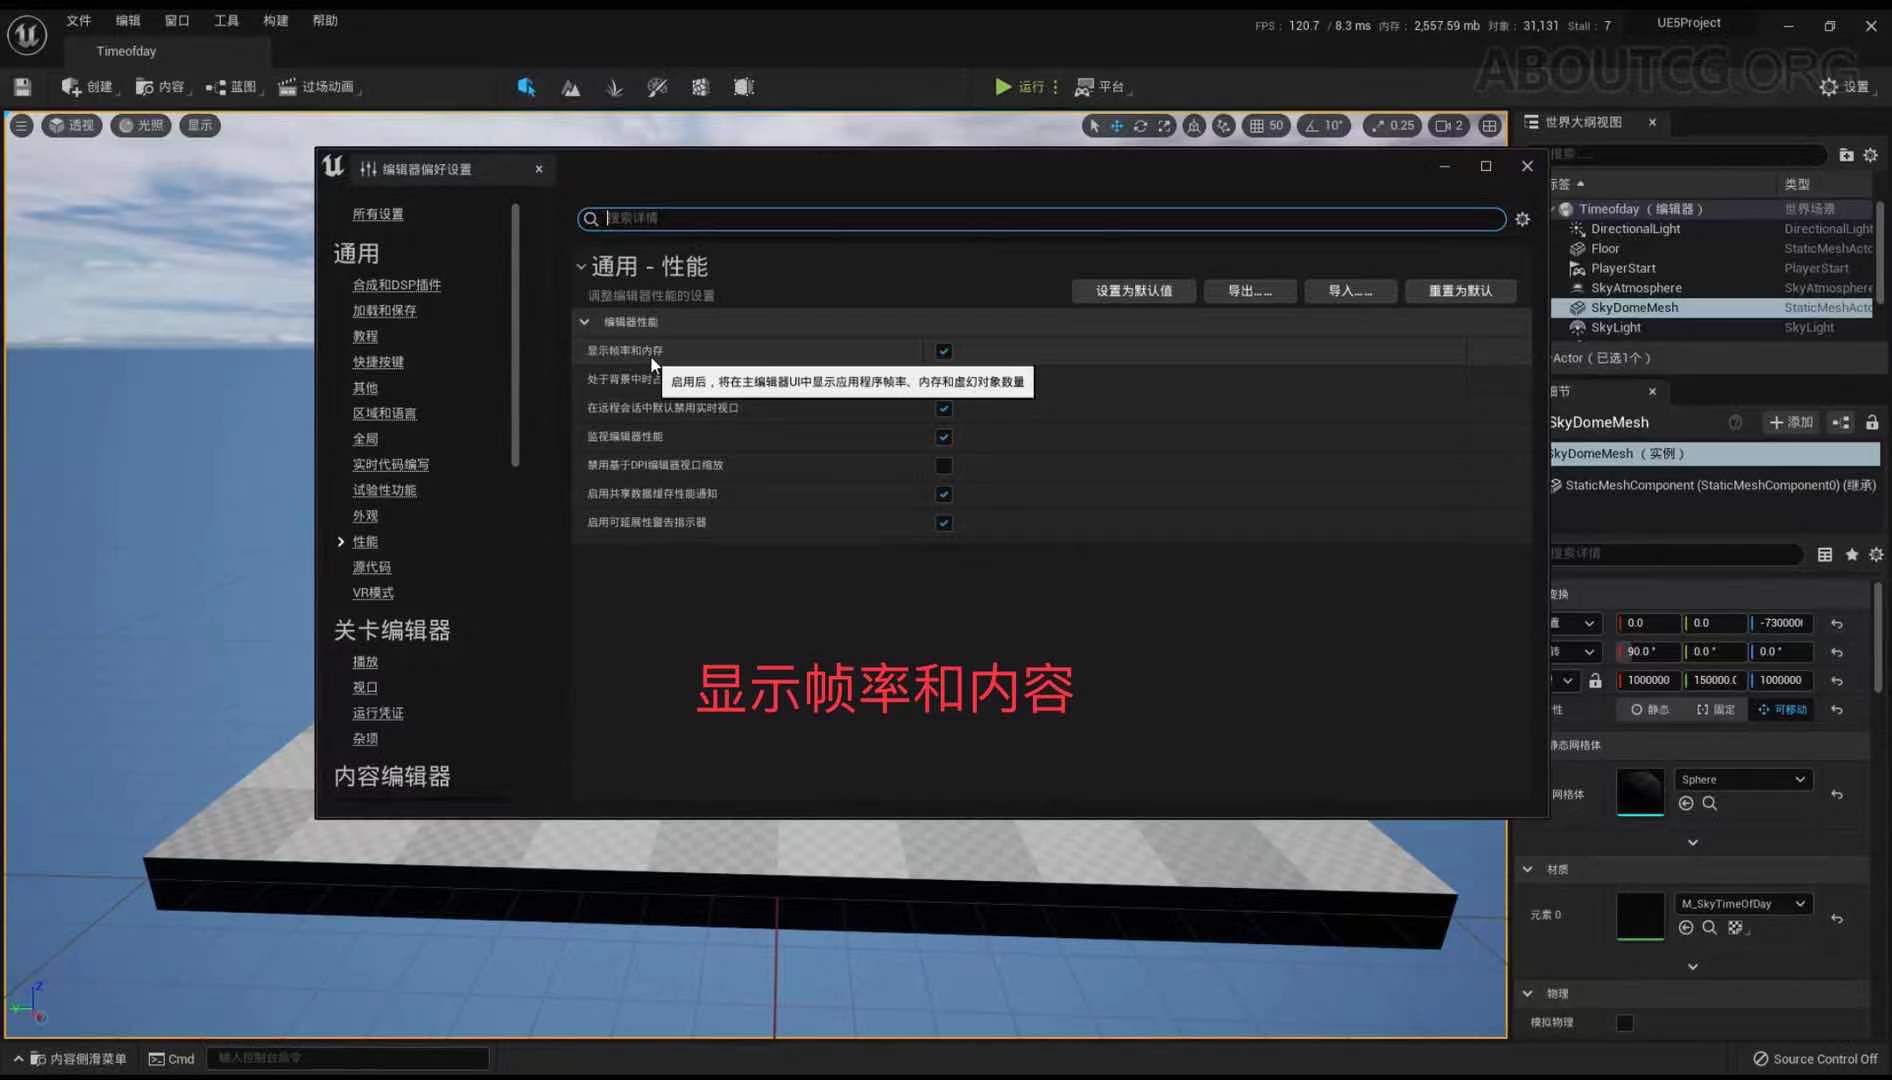 文件 编辑 窗口 工具 构建 帮助
FPS : 120.7 / 8.3 ms 内存 : 2,557.59 mb 对象 : 31,131 Stall : 7
UE5Project
Timeofday
ABOUTCG.ORG
创建 内容 蓝图 过场动画
运行 平台 设置
透视 光照 显示
50 10° 0.25 2
世界大纲视图
标签 类型
Timeofday（编辑器） 世界场景
DirectionalLight DirectionalLight
Floor StaticMeshActo
PlayerStart PlayerStart
SkyAtmosphere SkyAtmosphere
SkyDomeMesh StaticMeshActo
SkyLight SkyLight
Actor（已选1个）
SkyDomeMesh 添加
SkyDomeMesh（实例）
StaticMeshComponent (StaticMeshComponent0) (继承)
搜索详情
变换
0.0 0.0 -730000
90.0° 0.0° 0.0°
1000000 150000.0 1000000
静态 固定 可移动
静态网格体
网格体
Sphere
材质
元素 0
M_SkyTimeOfDay
物理
模拟物理
编辑器偏好设置
所有设置
通用
合成和DSP插件
加载和保存
教程
快捷按键
其他
区域和语言
全局
实时代码编写
试验性功能
外观
性能
源代码
VR模式
关卡编辑器
播放
视口
运行凭证
杂项
内容编辑器
搜索详情
通用 - 性能
调整编辑器性能的设置
设置为默认值 导出...... 导入...... 重置为默认
编辑器性能
显示帧率和内存
处于背景中时占
启用后，将在主编辑器UI中显示应用程序帧率、内存和虚幻对象数量
在远程会话中默认禁用实时视口
监视编辑器性能
禁用基于DPI编辑器视口缩放
启用共享数据缓存性能通知
启用可延展性警告指示器
显示帧率和内容
内容侧滑菜单 Cmd 输入控制台指令
Source Control Off